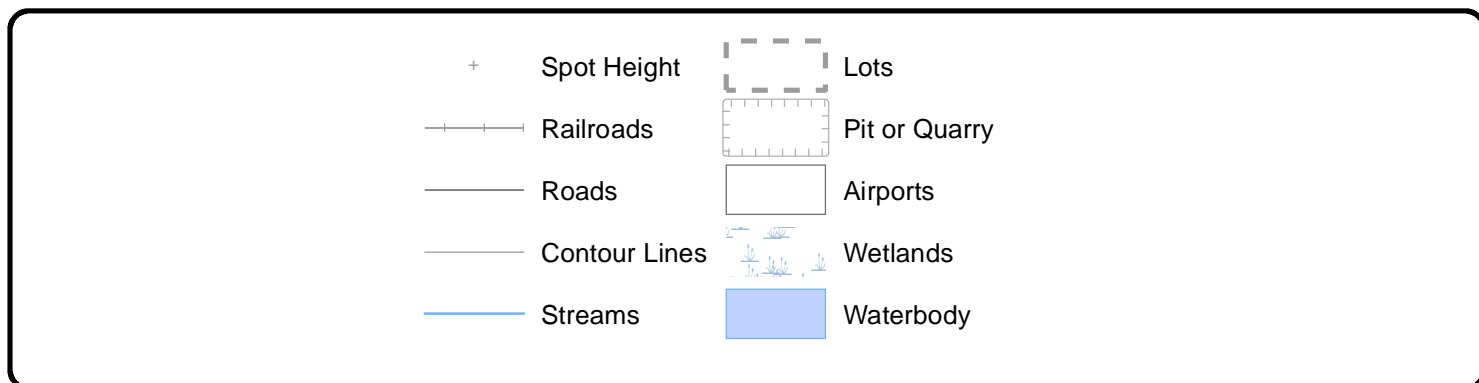 Spot Height
Railroads
Roads
Contour Lines
Streams
Lots
Pit or Quarry
Airports
Wetlands
Waterbody